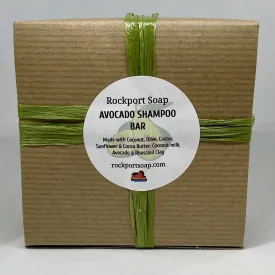 Rockport Soap
AVOCADO SHAMPOO
BAR
Made with Coconut, Olive, Castor,
Sunflower & Cocoa Butter, Coconut milk,
Avocado & Rhassoul Clay
rockportsoap.com